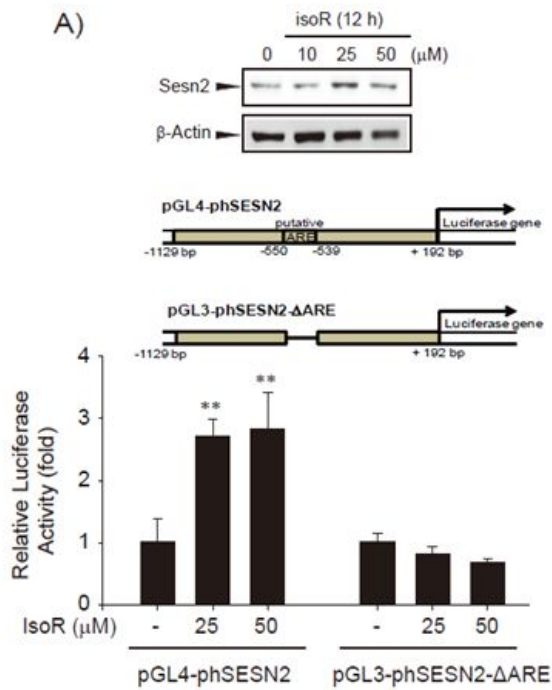 A)
isoR (12 h)
0 10 25 50 (μM)
Sesn2
β-Actin
pGL4-phSESN2
putative
ARE
Luciferase gene
-1129 bp -550 -539 + 192 bp
pGL3-phSESN2-ΔARE
Luciferase gene
-1129 bp + 192 bp
Relative Luciferase
Activity (fold)
4
3
2
1
0
** **
IsoR (μM) - 25 50 - 25 50
pGL4-phSESN2 pGL3-phSESN2-ΔARE